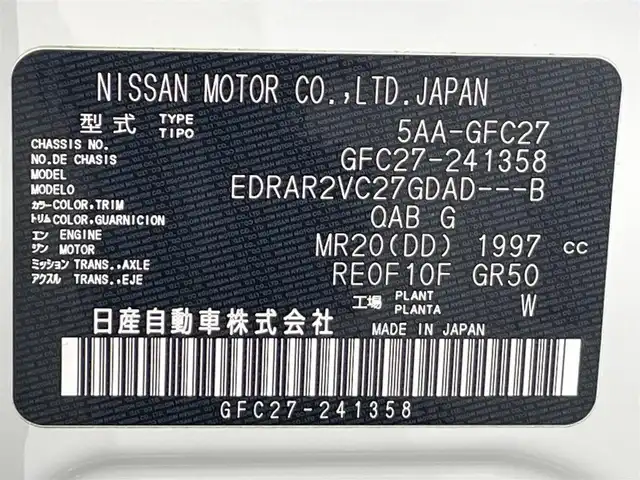 NISSAN MOTOR CO.,LTD.JAPAN
型式 TYPE TIPO 5AA-GFC27
CHASSIS NO.
NO.DE CHASIS GFC27-241358
MODEL
MODELO EDRAR2VC27GDAD---B
カラー COLOR,TRIM
トリム COLOR,GUARNICION QAB G
エン ENGINE
ジン MOTOR MR20(DD) 1997 CC
ミッション TRANS.,AXLE
アクスル TRANS.,EJE RE0F10F GR50
工場 PLANT PLANTA W
日産自動車株式会社 MADE IN JAPAN
GFC27-241358